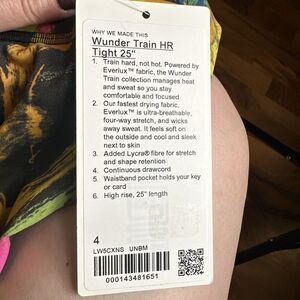 WHY WE MADE THIS
Wunder Train HR
Tight 25"
1. Train hard, not hot. Powered by
Everlux™ fabric, the Wunder
Train collection manages heat
and sweat so you stay
comfortable and focused
2. Our fastest drying fabric,
Everlux is ultra-breathable,
four-way stretch, and wicks
away sweat. It feels soft on
the outside and cool and sleek
next to skin
3. Added Lycra® fibre for stretch
and shape retention
4. Continuous drawcord
5. Waistband pocket holds your key
or card
6. High rise, 25" length
4
LW5CXNS UNBM
000143481651